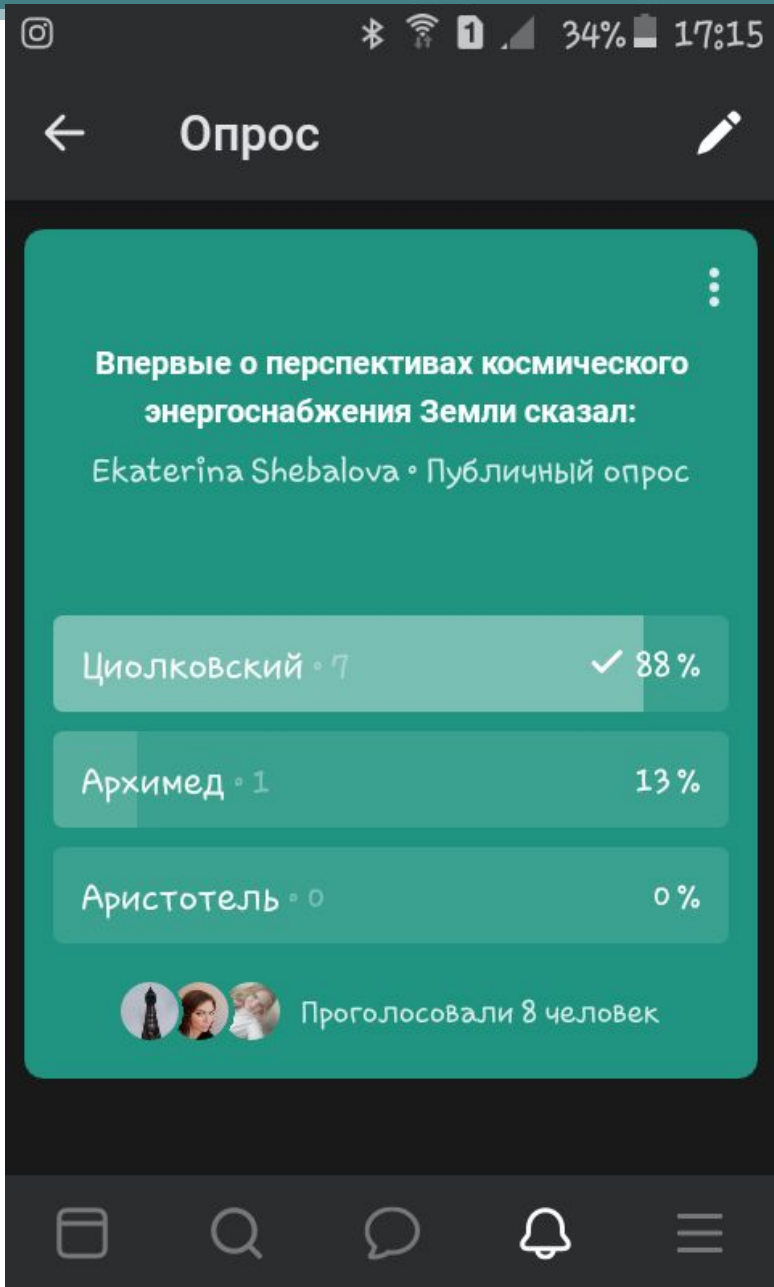 1 34% 17:15
Опрос
Впервые о перспективах космического
энергоснабжения Земли сказал:
Ekaterina Shebalova • Публичный опрос
Циолковский • 7 88%
Архимед • 1 13%
Аристотель • 0 0%
Проголосовали 8 человек